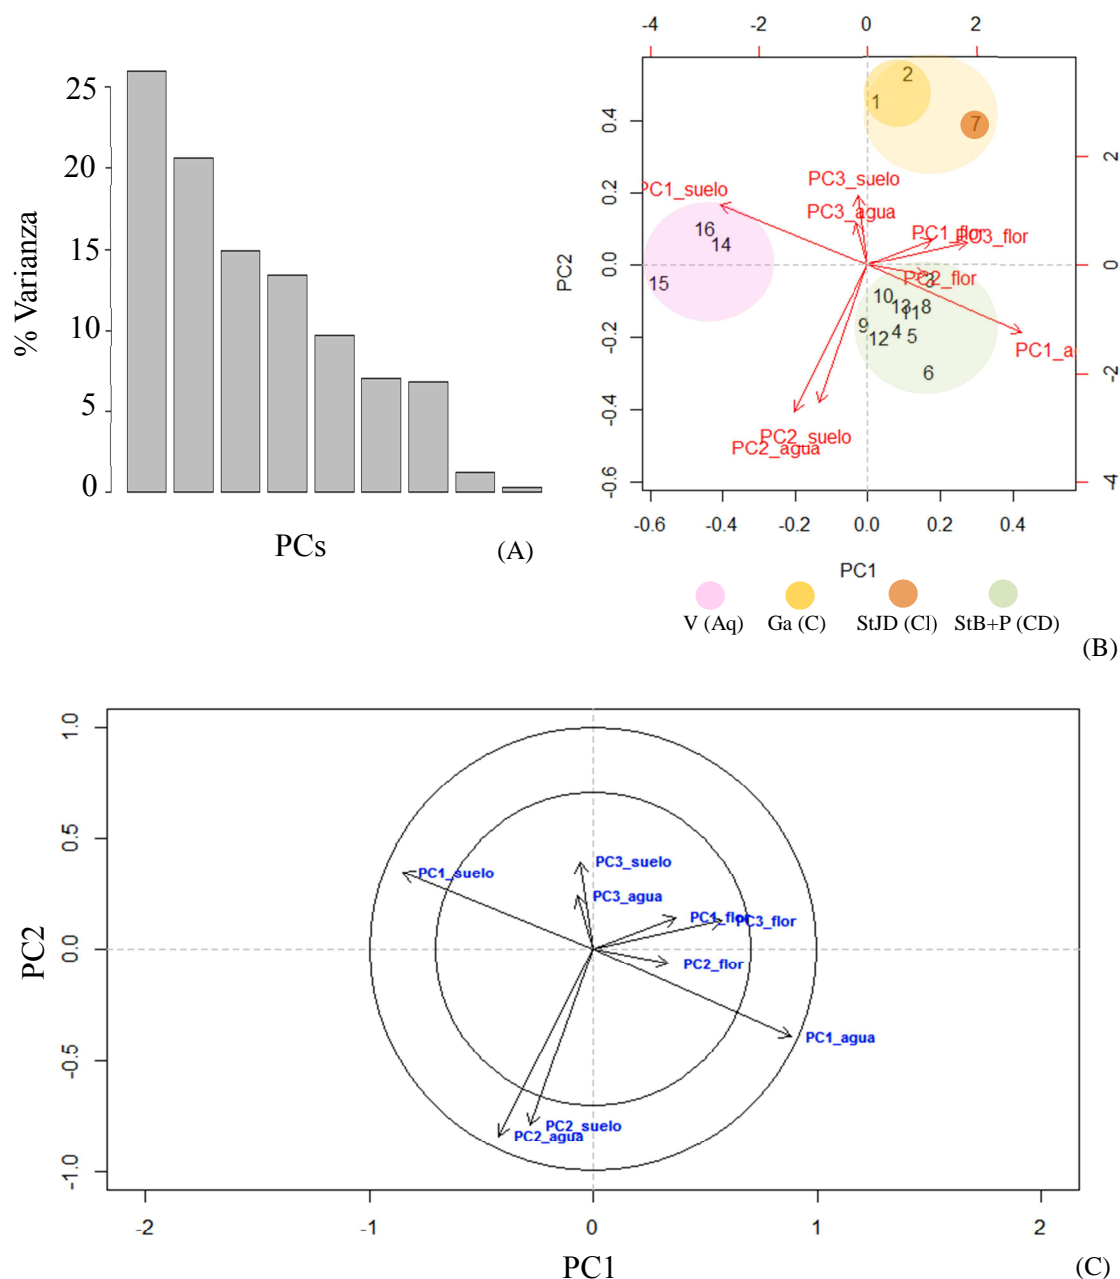 25
20
15
10
5
0
% Varianza
PCs
(A)
-4 -2 0 2
0.4
0.2
0.0
-0.2
-0.4
-0.6
PC2
2
0
-2
-4
1
2
7
PC1_suelo
PC3_suelo
PC3_agua
PC1_flor
PC3_flor
PC2_flor
PC1_a
PC2_suelo
PC2_agua
16
14
15
3
10
13
11
8
9
12
4
5
6
-0.6 -0.4 -0.2 0.0 0.2 0.4
PC1
V (Aq) Ga (C) StJD (Cl) StB+P (CD)
(B)
1.0
0.5
0.0
-0.5
-1.0
PC2
PC1_suelo
PC3_suelo
PC3_agua
PC1_flor
PC3_flor
PC2_flor
PC1_agua
PC2_suelo
PC2_agua
-2 -1 0 1 2
PC1
(C)